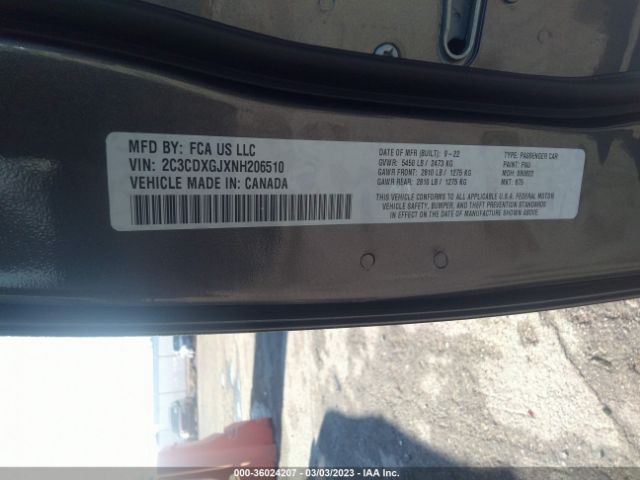 MFD BY: FCA US LLC
VIN: 2C3CDXGJXNH206510
VEHICLE MADE IN: CANADA
DATE OF MFR (BUILT): 9-22
GVWR: 5450 LB / 2473 KG
GAWR FRONT: 2810 LB / 1275 KG
GAWR REAR: 2810 LB / 1275 KG
TYPE: PASSENGER CAR
PAINT:
MDH:
MKT:
THIS VEHICLE CONFORMS TO ALL APPLICABLE U.S.A. FEDERAL MOTOR
VEHICLE SAFETY, BUMPER, AND THEFT PREVENTION STANDARDS
IN EFFECT ON THE DATE OF MANUFACTURE SHOWN ABOVE.
000-36024207 - 03/03/2023 - IAA Inc.